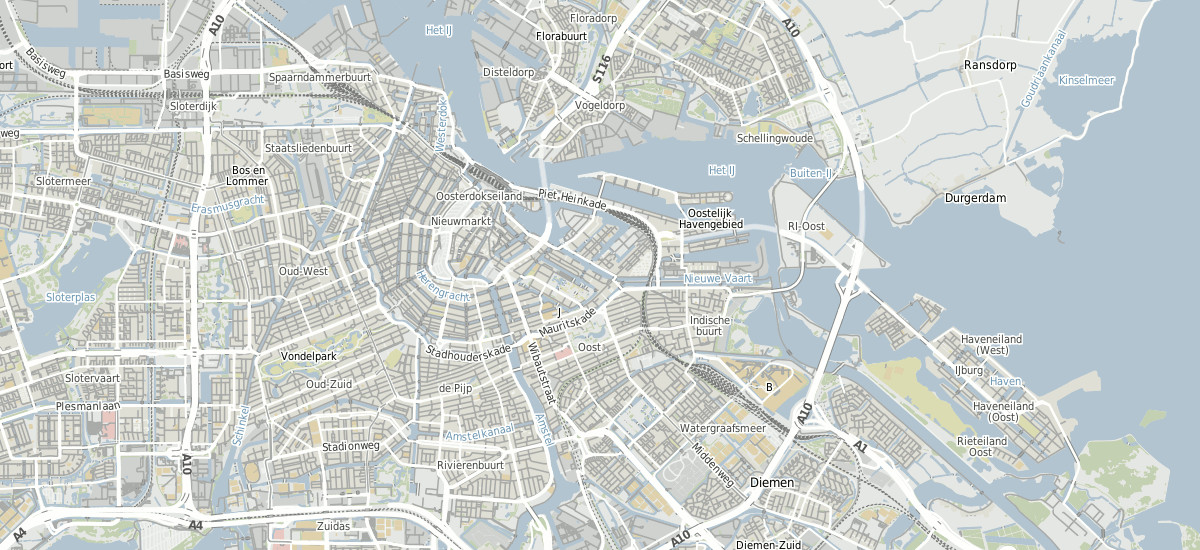 Floradorp
A10
Het IJ
A10
Florabuurt
Basisweg
Ransdorp
Goudriaankanaal
Basisweg
Spaarndammerbuurt
Disteldorp
S116
Kinselmeer
Sloterdijk
Vogeldorp
Westerdok
Schellingwoude
Staatsliedenbuurt
Bos en
Lommer
Slotermeer
Het IJ
Buiten-IJ
Erasmusgracht
Oosterdokseiland
Piet Heinkade
Durgerdam
Nieuwmarkt
Oostelijk
Havengebied
RI-Oost
Oud-West
Herengracht
Nieuwe Vaart
Sloterplas
J
Mauritskade
Indische
buurt
Haveneiland
(West)
Vondelpark
Stadhouderskade
Wibautstraat
Oost
IJburg
Haven
Slotervaart
Oud-Zuid
de Pijp
B
Plesmanlaan
Schinkel
Amstel
A10
Haveneiland
(Oost)
Amstelkanaal
Watergraafsmeer
Stadionweg
A1
Rieteiland
Oost
A10
Rivierenbuurt
Middenweg
Diemen
A4
A4
Zuidas
A10
Diemen-Zuid